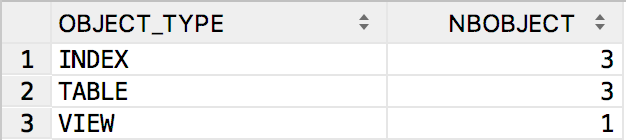 OBJECT_TYPE NBOBJECT
1 INDEX 3
2 TABLE 3
3 VIEW 1